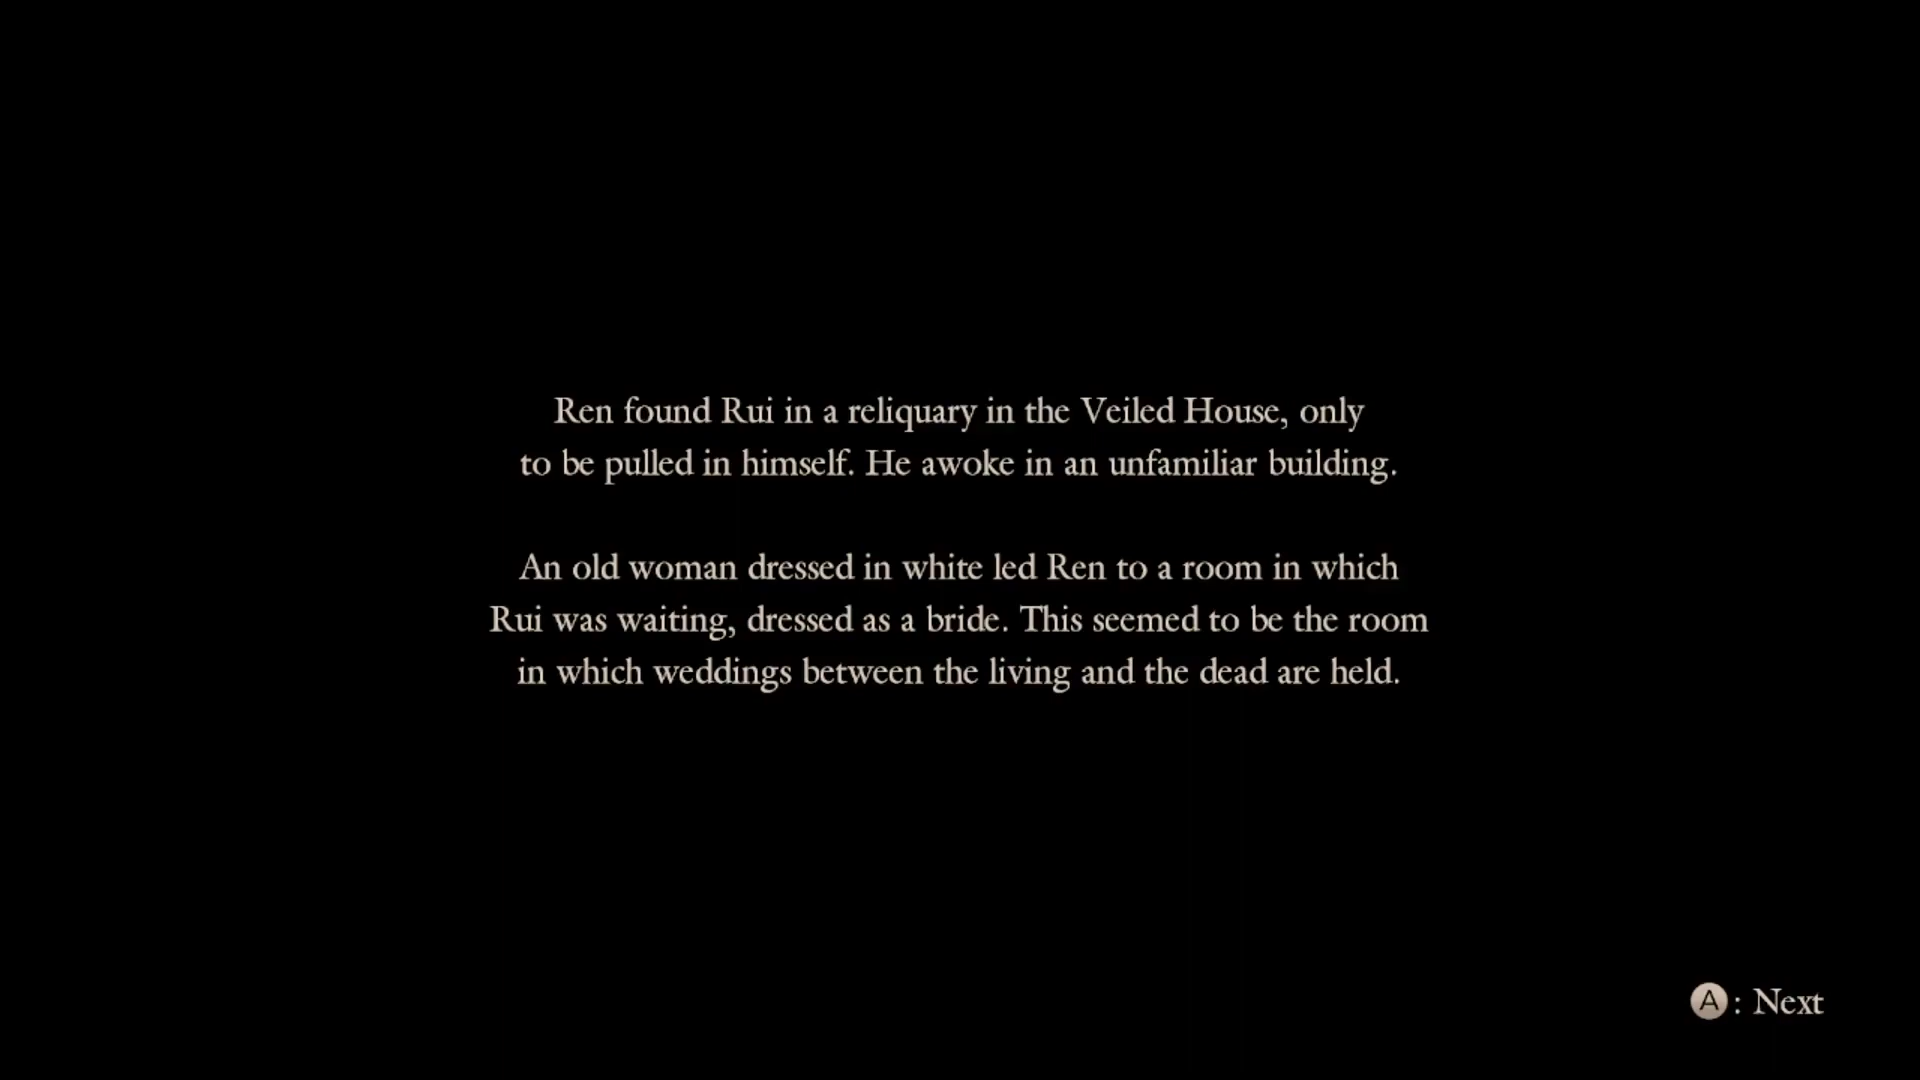 Ren found Rui in a reliquary in the Veiled House, only
to be pulled in himself. He awoke in an unfamiliar building.
An old woman dressed in white led Ren to a room in which
Rui was waiting, dressed as a bride. This seemed to be the room
in which weddings between the living and the dead are held.
A : Next